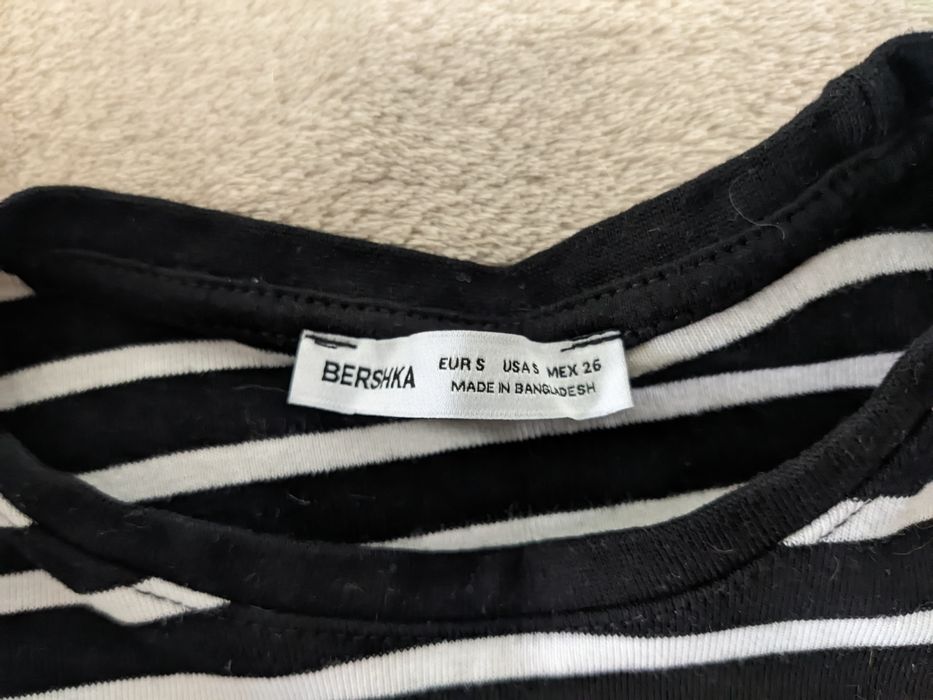 BERSHKA
EUR S USA S MEX 26
MADE IN BANGLADESH